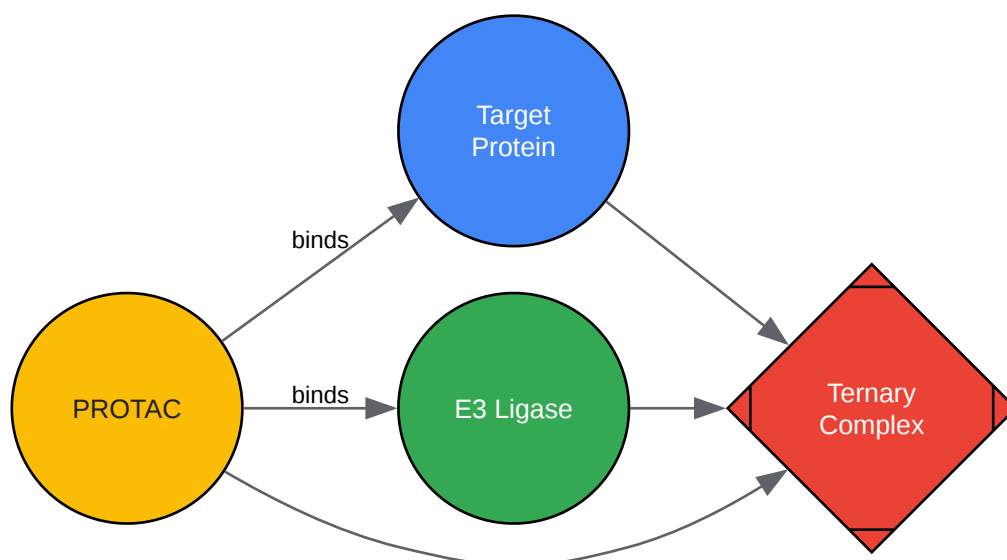 Target
Protein
binds
PROTAC
binds
E3 Ligase
Ternary
Complex